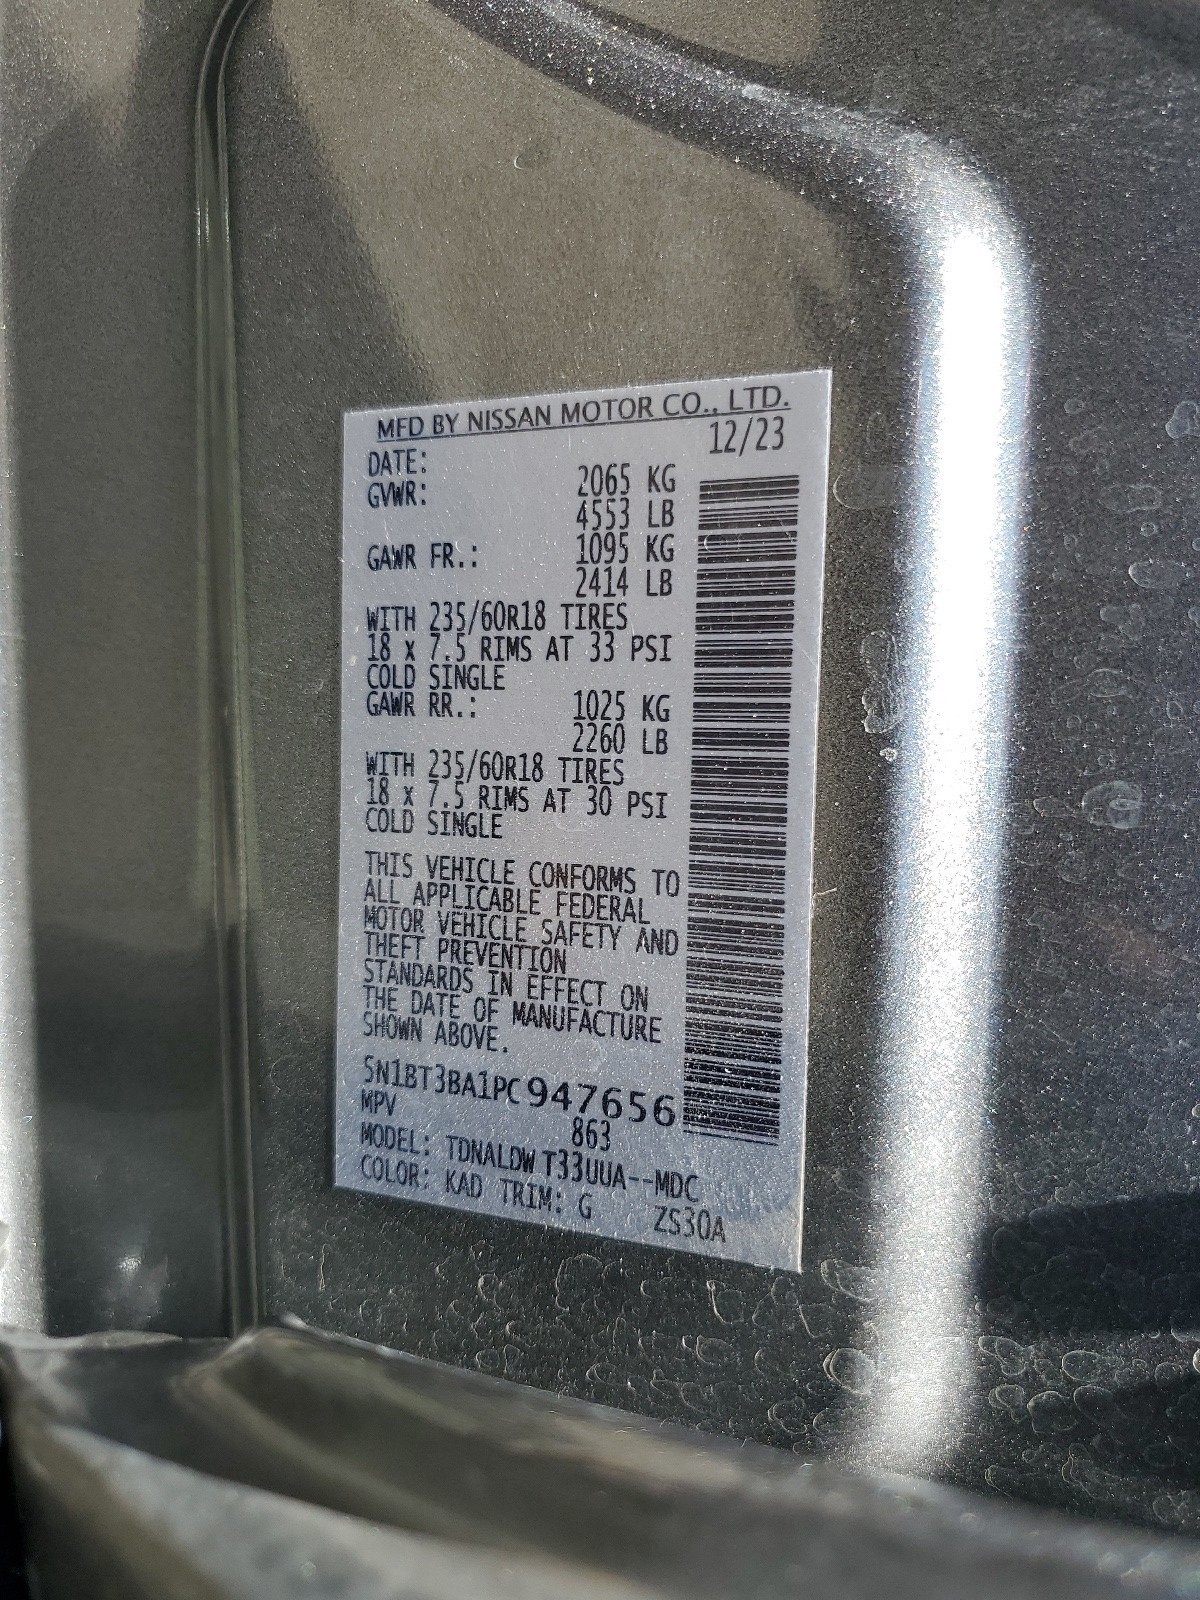 MFD BY NISSAN MOTOR CO., LTD.
DATE: 12/23
GVWR: 2065 KG
4553 LB
GAWR FR.: 1095 KG
2414 LB
WITH 235/60R18 TIRES
18 x 7.5 RIMS AT 33 PSI
COLD SINGLE
GAWR RR.: 1025 KG
2260 LB
WITH 235/60R18 TIRES
18 x 7.5 RIMS AT 30 PSI
COLD SINGLE
THIS VEHICLE CONFORMS TO
ALL APPLICABLE FEDERAL
MOTOR VEHICLE SAFETY AND
THEFT PREVENTION
STANDARDS IN EFFECT ON
THE DATE OF MANUFACTURE
SHOWN ABOVE.
5N1BT3BA1PC947656
MPV 863
MODEL: TDNALDWT33UUA--MDC
COLOR: KAD TRIM: G ZS30A